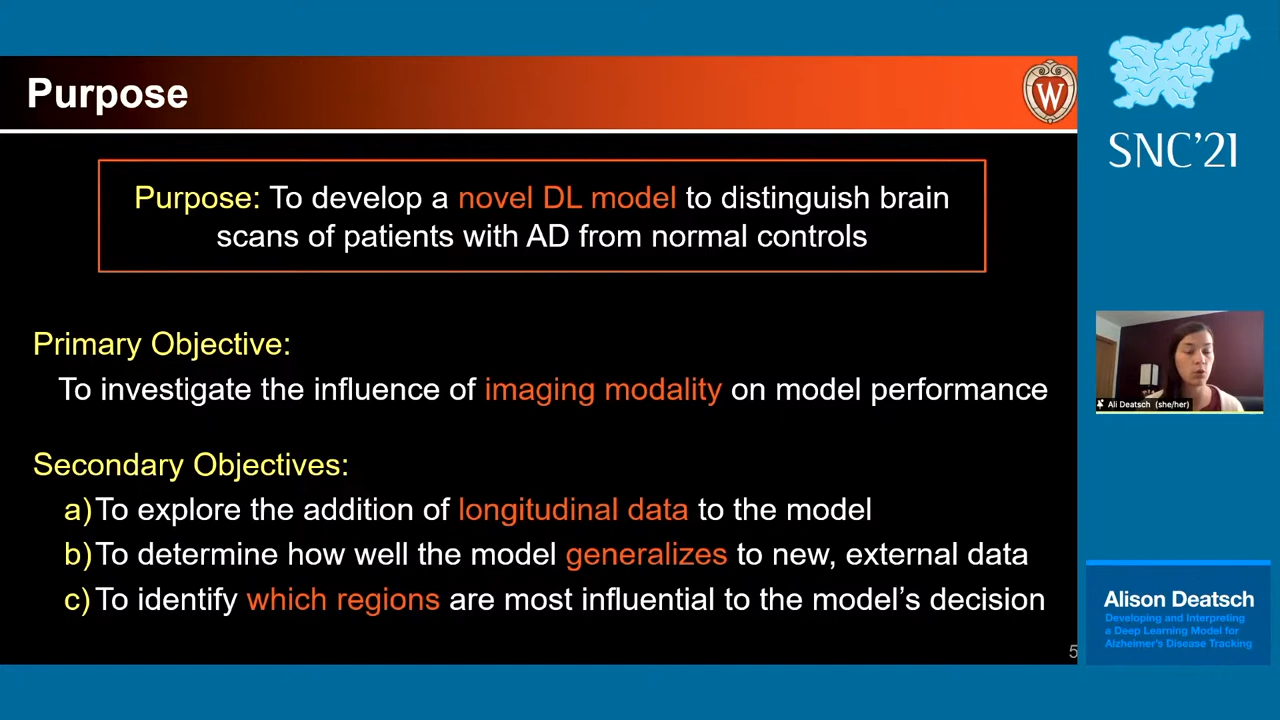 Purpose
W
SNC'21
Purpose: To develop a novel DL model to distinguish brain
scans of patients with AD from normal controls
Primary Objective:
To investigate the influence of imaging modality on model performance
Ali Deatsch (she/her)
Secondary Objectives:
a) To explore the addition of longitudinal data to the model
b) To determine how well the model generalizes to new, external data
c) To identify which regions are most influential to the model's decision
5
Alison Deatsch
Developing and Interpreting
a Deep Learning Model for
Alzheimer's Disease Tracking